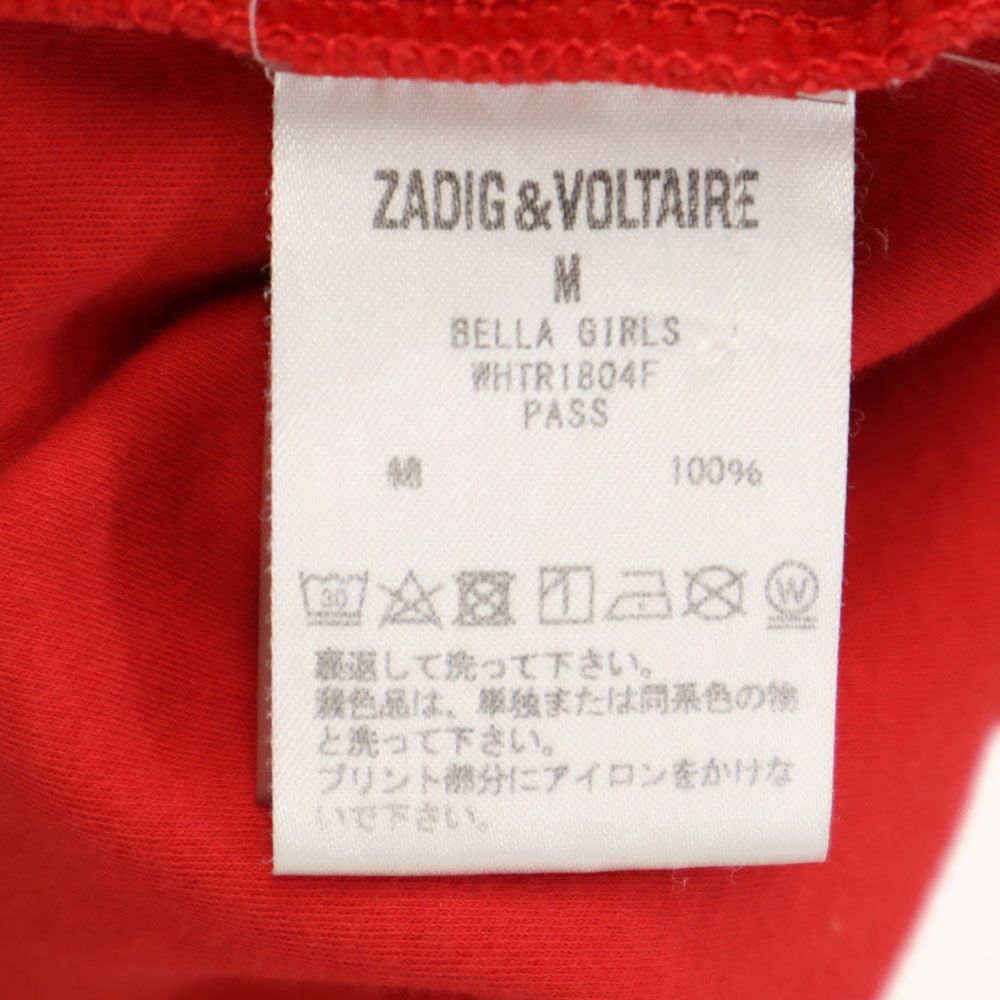 ZADIG&VOLTAIRE
M
BELLA GIRLS
WHTR1804F
PASS
綿 100%
30 W
裏返して洗って下さい。
濃色品は、単独または同系色の物
と洗って下さい。
プリント部分にアイロンをかけな
いで下さい。